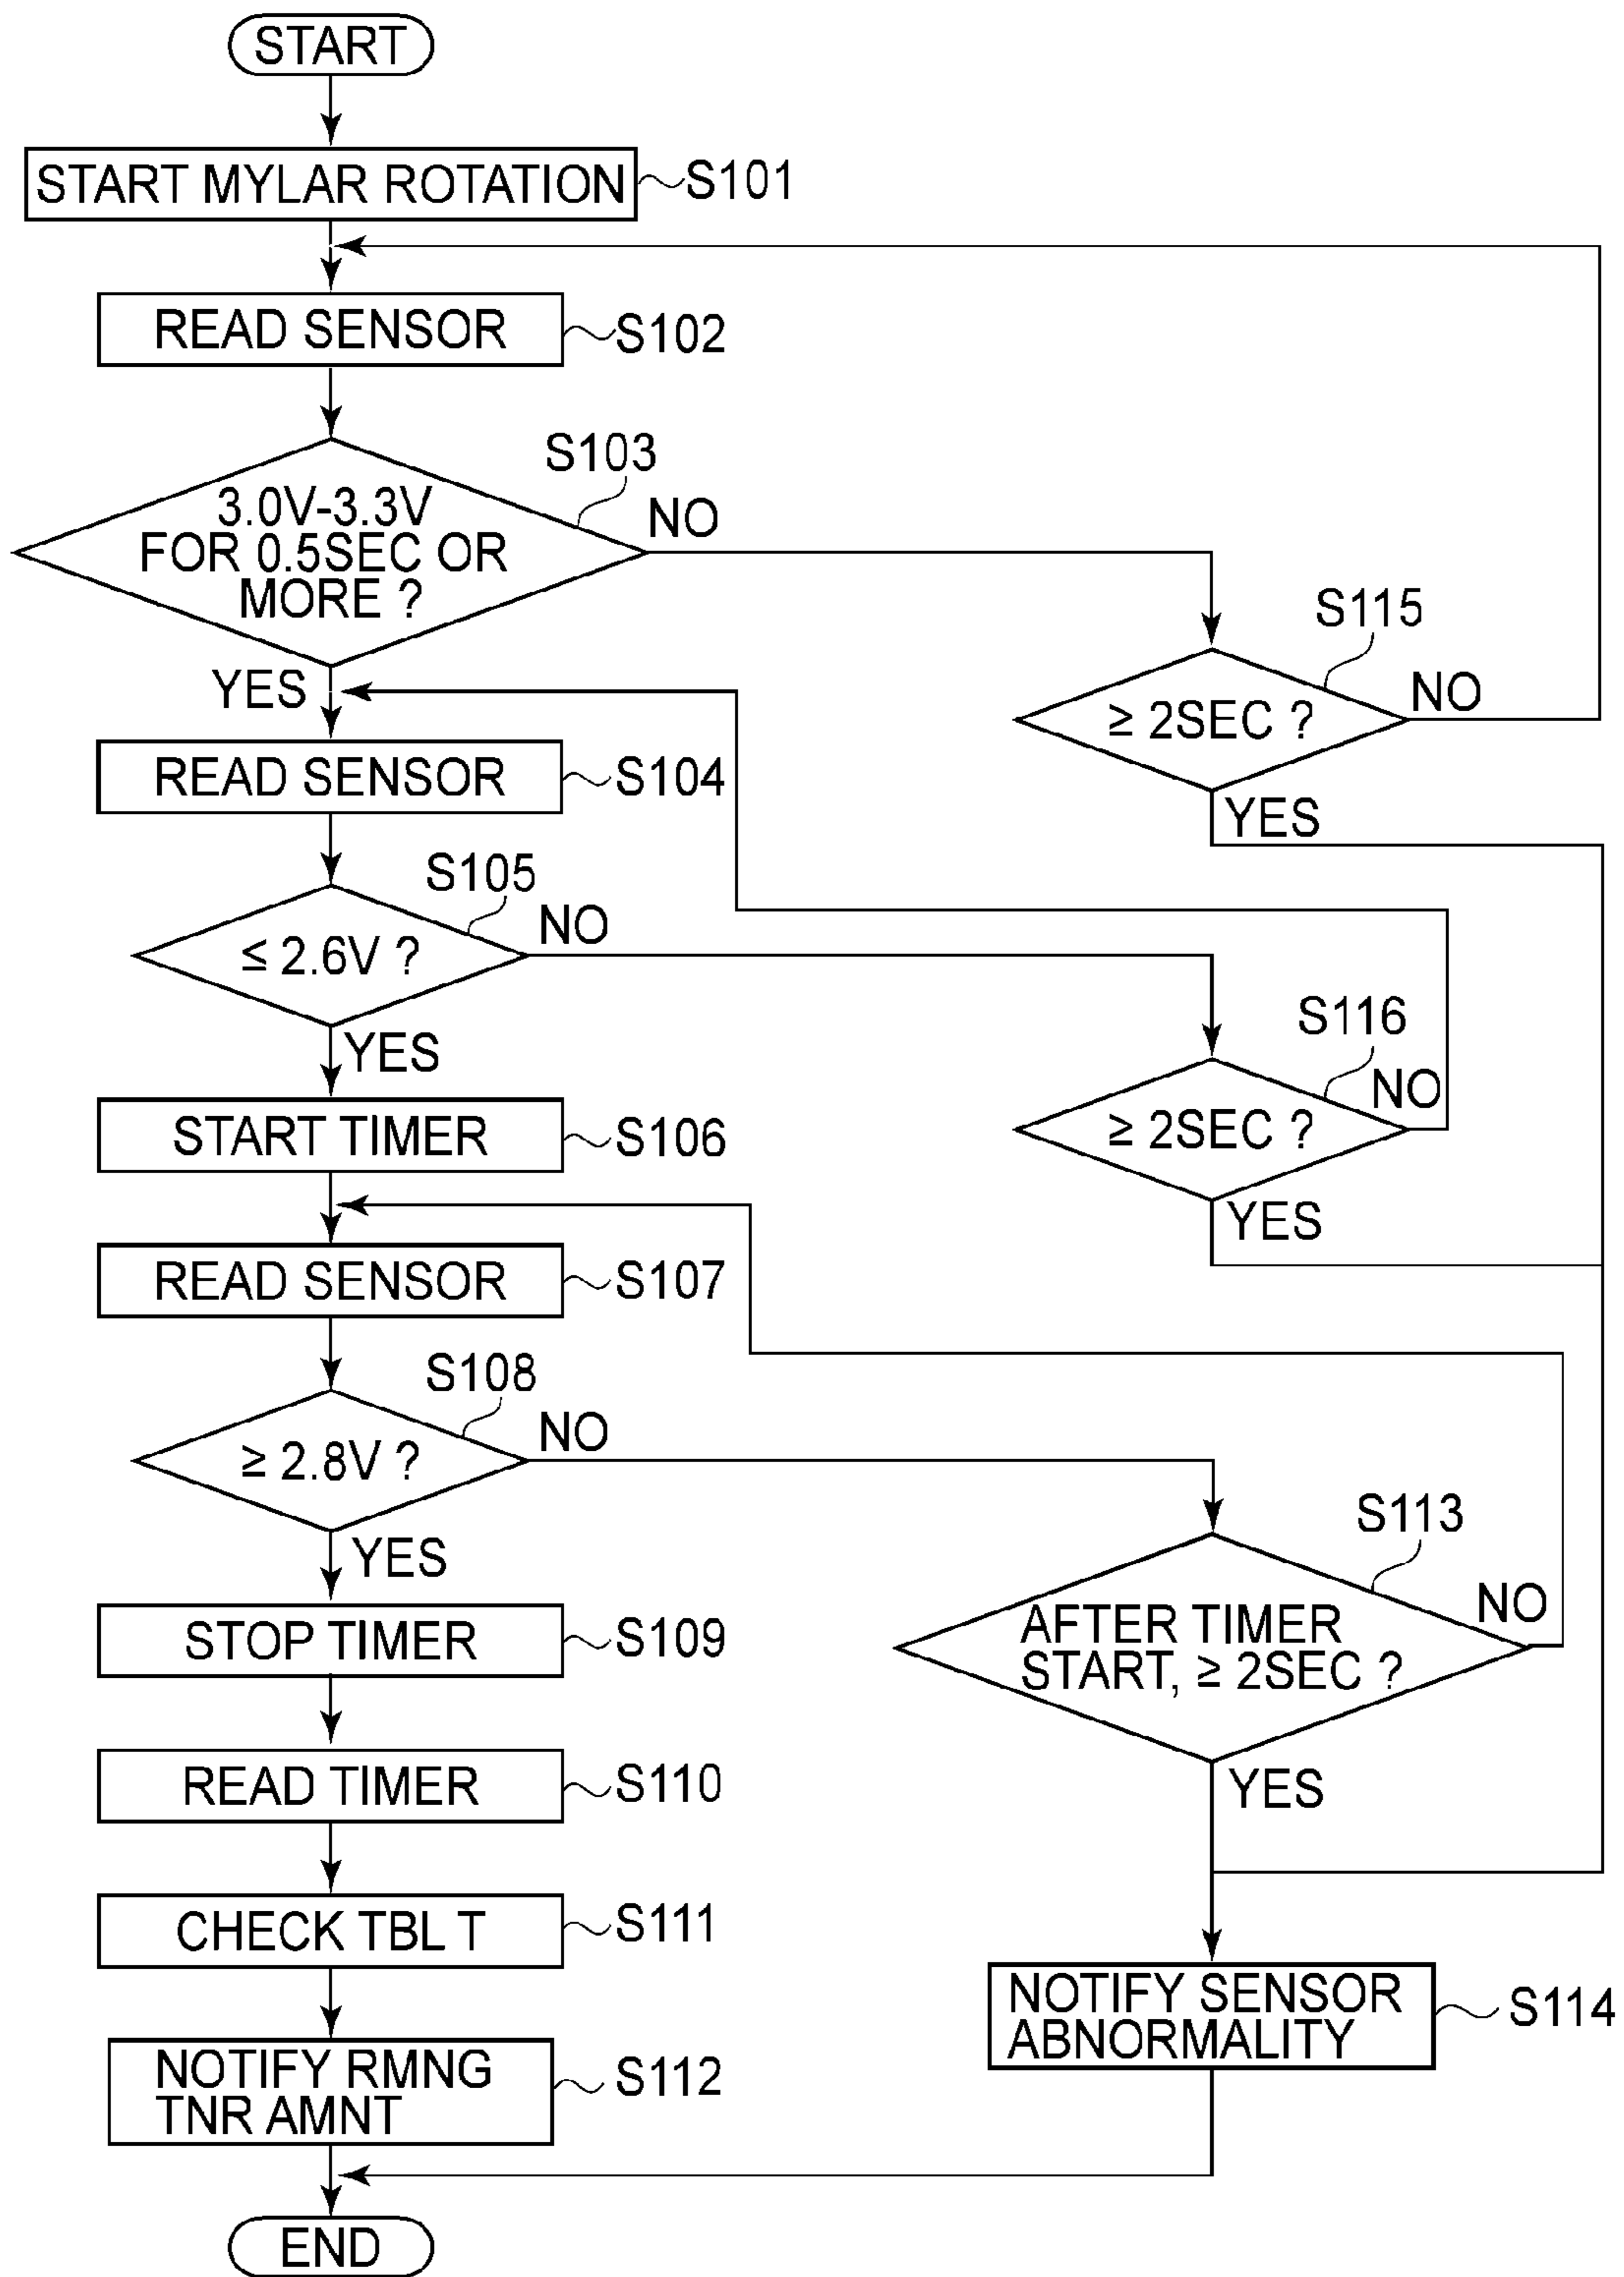 START
START MYLAR ROTATION
S101
READ SENSOR
S102
S103
3.0V-3.3V
FOR 0.5SEC OR
MORE ?
NO
YES
S115
≥ 2SEC ?
NO
YES
READ SENSOR
S104
S105
≤ 2.6V ?
NO
YES
S116
≥ 2SEC ?
NO
YES
START TIMER
S106
READ SENSOR
S107
S108
≥ 2.8V ?
NO
YES
S113
AFTER TIMER
START, ≥ 2SEC ?
NO
YES
STOP TIMER
S109
READ TIMER
S110
CHECK TBL T
S111
NOTIFY SENSOR
ABNORMALITY
S114
NOTIFY RMNG
TNR AMNT
S112
END